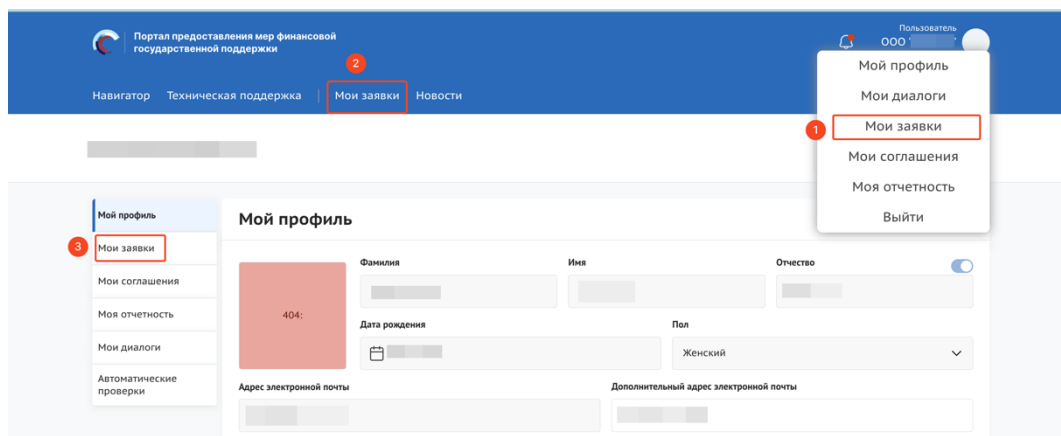 Портал предоставления мер финансовой
государственной поддержки
Пользователь
ООО
2
Навигатор Техническая поддержка | Мои заявки Новости
Мой профиль
Мои диалоги
1 Мои заявки
Мои соглашения
Моя отчетность
Выйти
Мой профиль
3 Мои заявки
Мои соглашения
Моя отчетность
Мои диалоги
Автоматические
проверки
Мой профиль
Фамилия Имя Отчество
404:
Дата рождения Пол
Женский
Адрес электронной почты Дополнительный адрес электронной почты